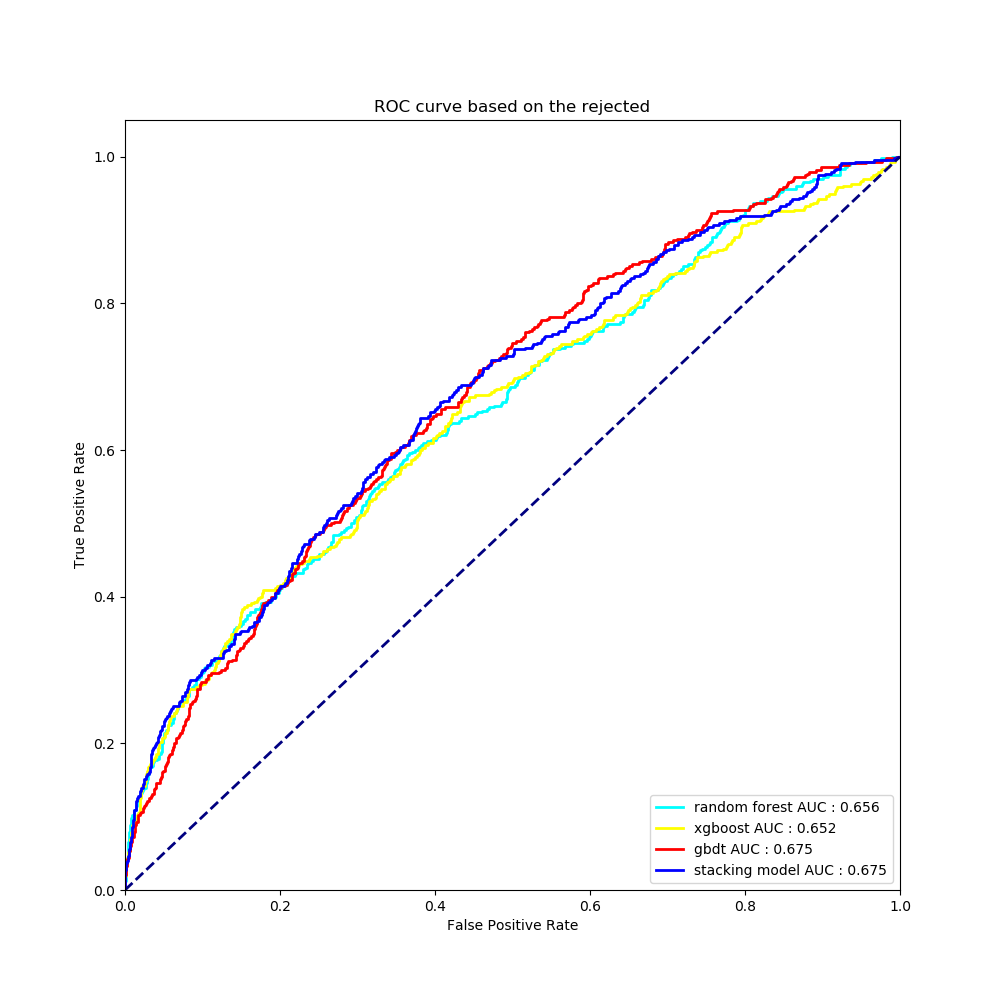 ROC curve based on the rejected
True Positive Rate
1.0
0.8
0.6
0.4
0.2
0.0
0.0 0.2 0.4 0.6 0.8 1.0
False Positive Rate
random forest AUC : 0.656
xgboost AUC : 0.652
gbdt AUC : 0.675
stacking model AUC : 0.675